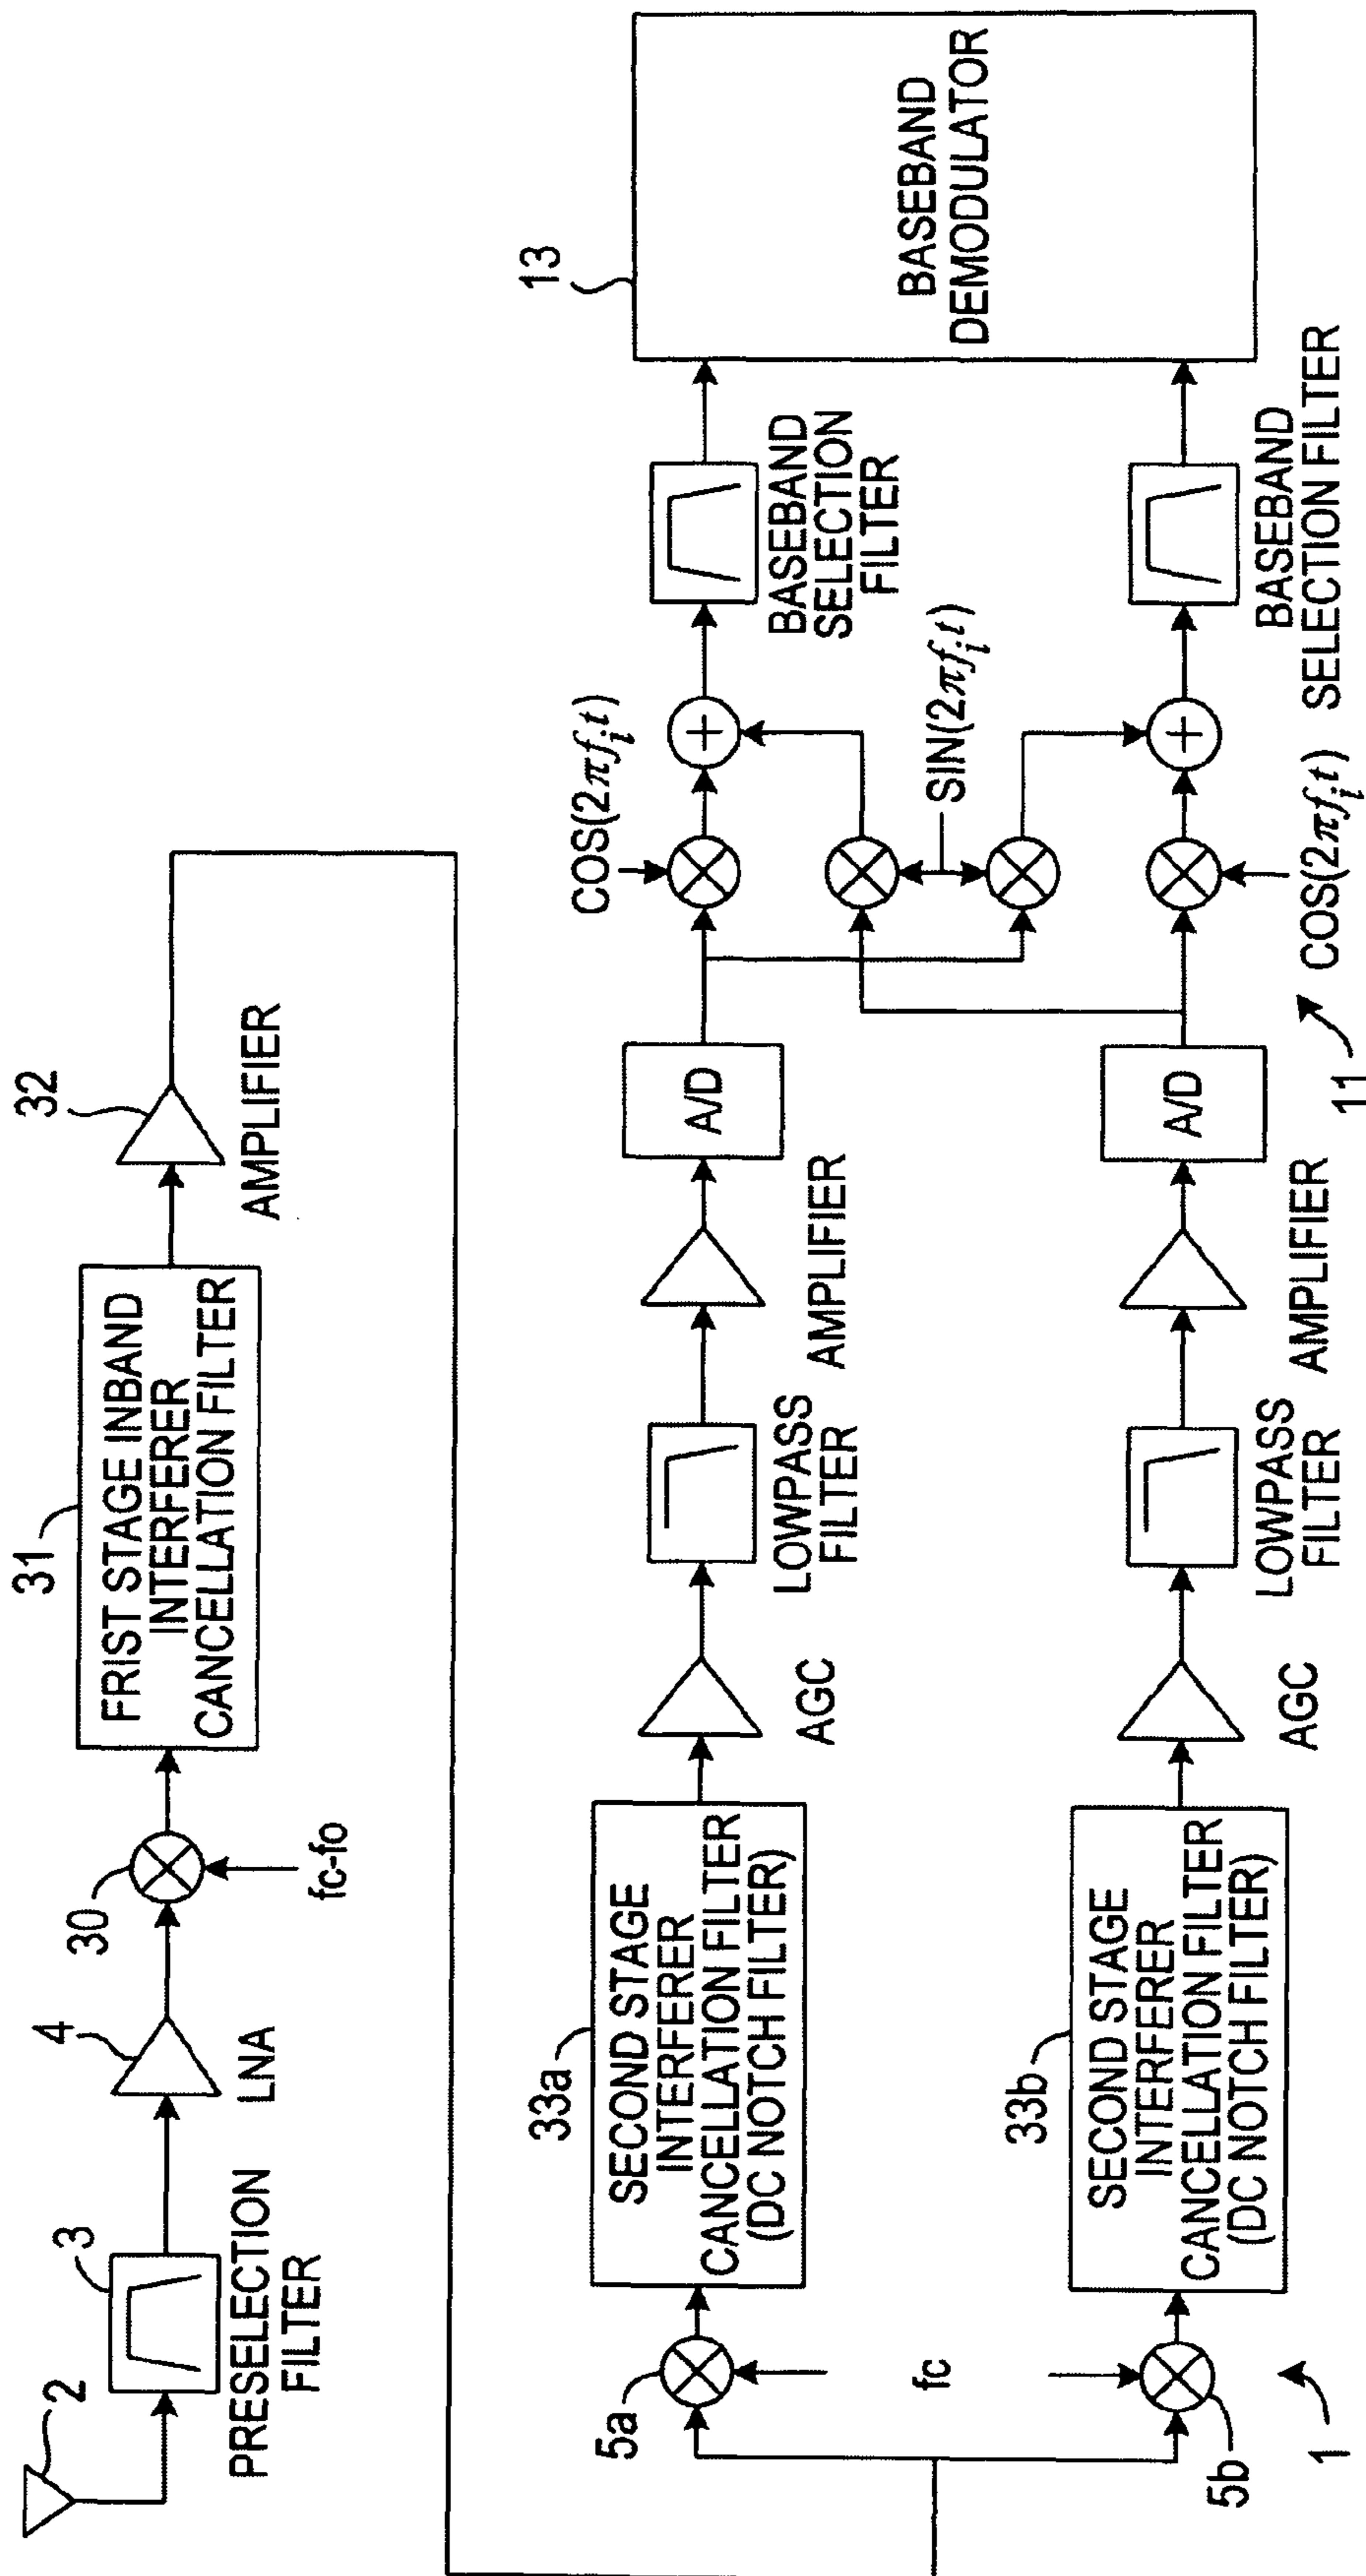 2
3
PRESELECTION
FILTER
4
LNA
30
fc-fo
31
FRIST STAGE INBAND
INTERFERER
CANCELLATION FILTER
32
AMPLIFIER
5a
fc
5b
1
33a
SECOND STAGE
INTERFERER
CANCELLATION FILTER
(DC NOTCH FILTER)
AGC
LOWPASS
FILTER
AMPLIFIER
A/D
COS(2πfit)
SIN(2πfit)
BASEBAND
SELECTION
FILTER
13
BASEBAND
DEMODULATOR
33b
SECOND STAGE
INTERFERER
CANCELLATION FILTER
(DC NOTCH FILTER)
AGC
LOWPASS
FILTER
AMPLIFIER
A/D
11
COS(2πfit)
BASEBAND
SELECTION FILTER